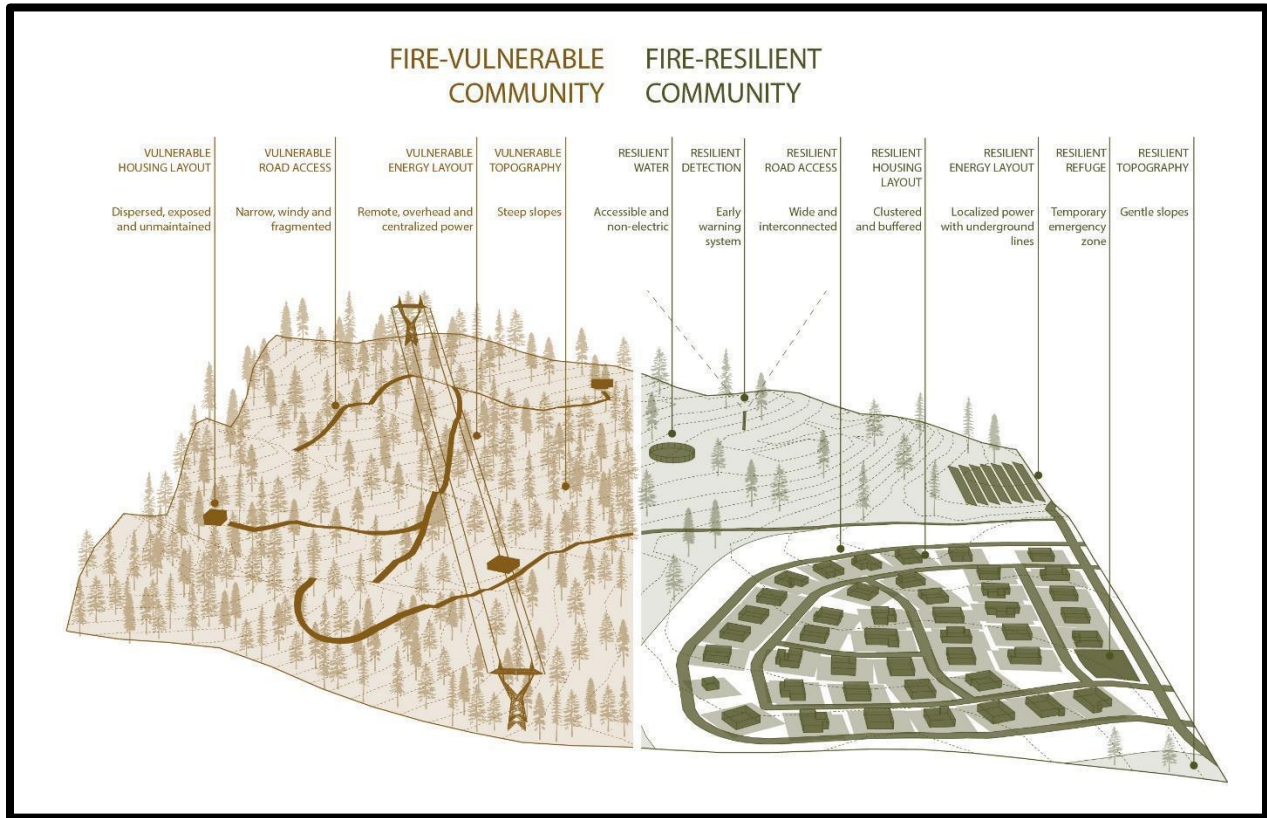 FIRE-VULNERABLE
COMMUNITY
FIRE-RESILIENT
COMMUNITY
VULNERABLE
HOUSING LAYOUT
Dispersed, exposed
and unmaintained
VULNERABLE
ROAD ACCESS
Narrow, windy and
fragmented
VULNERABLE
ENERGY LAYOUT
Remote, overhead and
centralized power
VULNERABLE
TOPOGRAPHY
Steep slopes
RESILIENT
WATER
Accessible and
non-electric
RESILIENT
DETECTION
Early
warning
system
RESILIENT
ROAD ACCESS
Wide and
interconnected
RESILIENT
HOUSING
LAYOUT
Clustered
and buffered
RESILIENT
ENERGY LAYOUT
Localized power
with underground
lines
RESILIENT
REFUGE
Temporary
emergency
zone
RESILIENT
TOPOGRAPHY
Gentle slopes